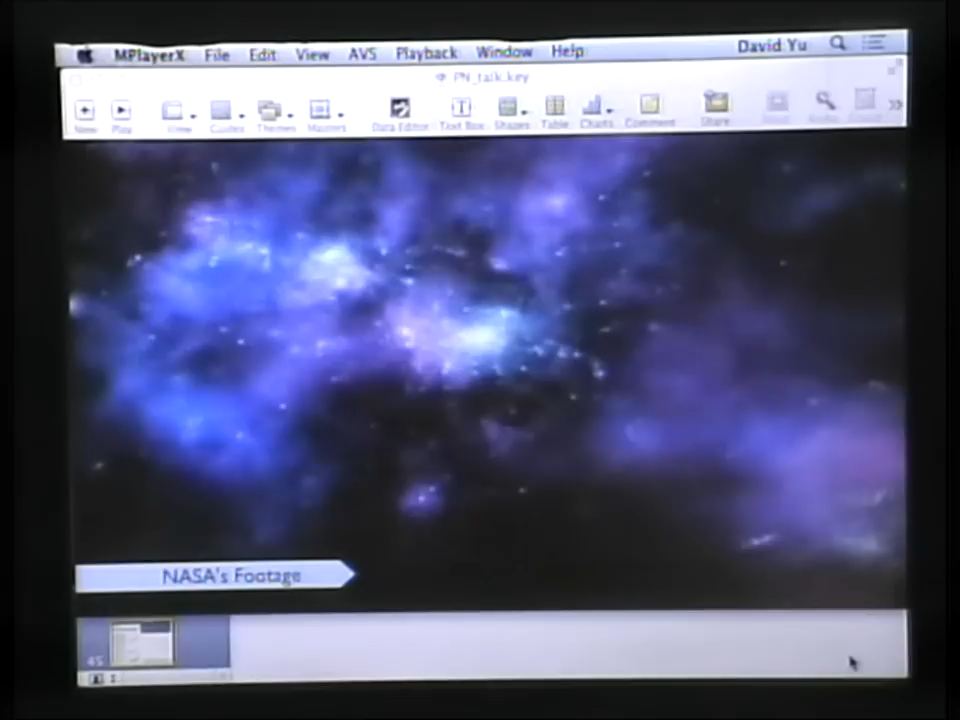 MPlayerX File Edit View AVS Playback Window Help David Yu
PN_talk.key
New Play View Guides Themes Masters Data Editor Text Box Shapes Table Charts Comment Share
NASA's Footage
45